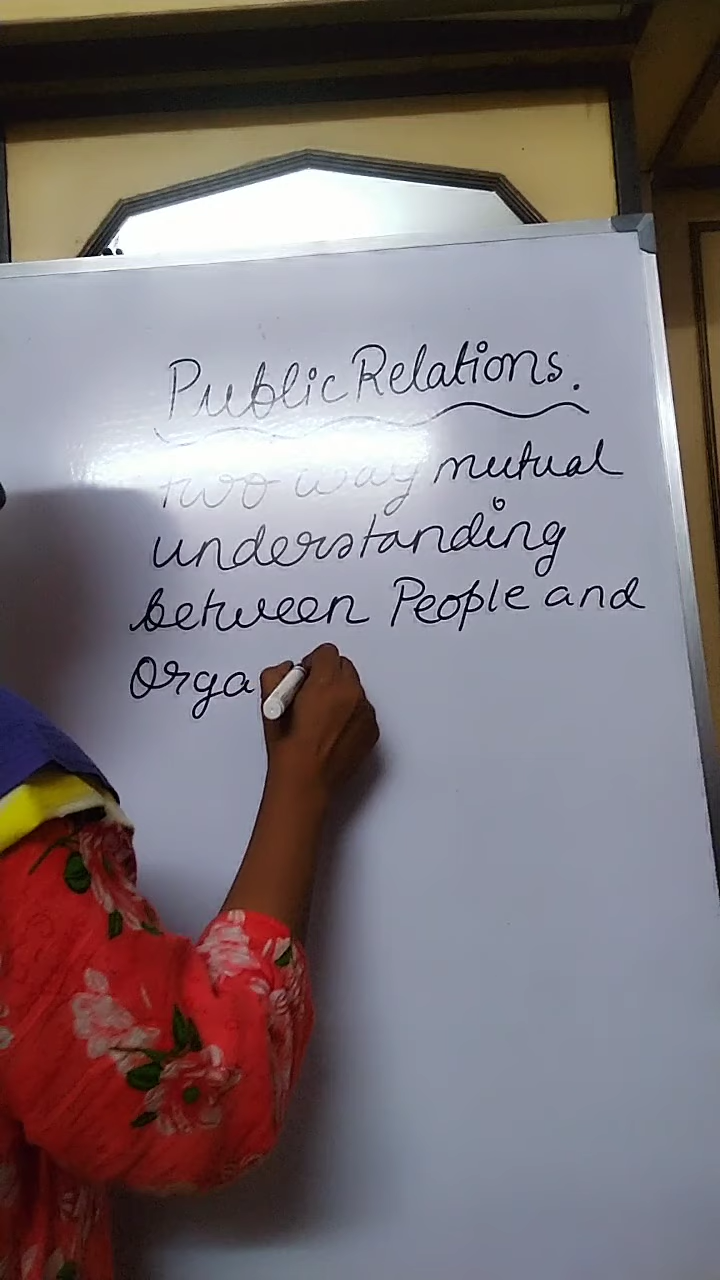 Public Relations.
two way mutual
understanding
between People and
Orga